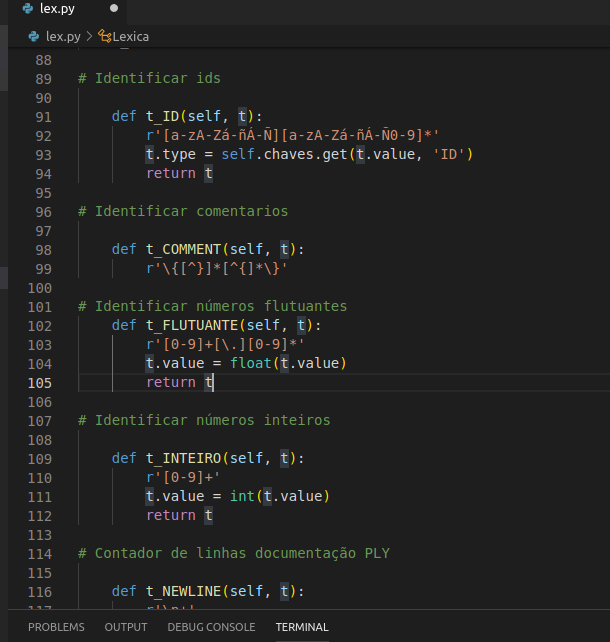 lex.py
lex.py > Lexica
88
89 # Identificar ids
90
91 def t_ID(self, t):
92 r'[a-zA-Zá-ñÁ-Ñ][a-zA-Zá-ñÁ-Ñ0-9]*'
93 t.type = self.chaves.get(t.value, 'ID')
94 return t
95
96 # Identificar comentarios
97
98 def t_COMMENT(self, t):
99 r'\{[^}]*[^{]*\}'
100
101 # Identificar números flutuantes
102 def t_FLUTUANTE(self, t):
103 r'[0-9]+[\.][0-9]*'
104 t.value = float(t.value)
105 return t
106
107 # Identificar números inteiros
108
109 def t_INTEIRO(self, t):
110 r'[0-9]+'
111 t.value = int(t.value)
112 return t
113
114 # Contador de linhas documentação PLY
115
116 def t_NEWLINE(self, t):
117 r'\n+'
PROBLEMS OUTPUT DEBUG CONSOLE TERMINAL